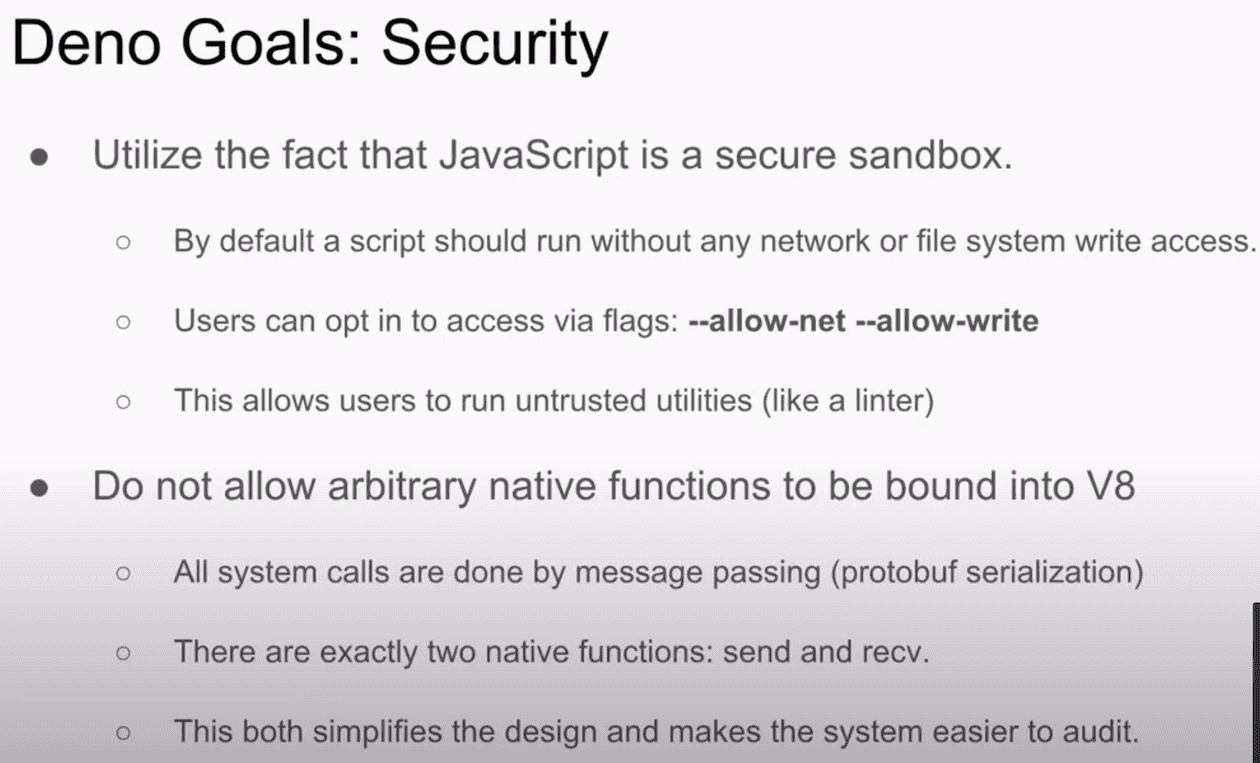 Deno Goals: Security
● Utilize the fact that JavaScript is a secure sandbox.
○ By default a script should run without any network or file system write access.
○ Users can opt in to access via flags: --allow-net --allow-write
○ This allows users to run untrusted utilities (like a linter)
● Do not allow arbitrary native functions to be bound into V8
○ All system calls are done by message passing (protobuf serialization)
○ There are exactly two native functions: send and recv.
○ This both simplifies the design and makes the system easier to audit.